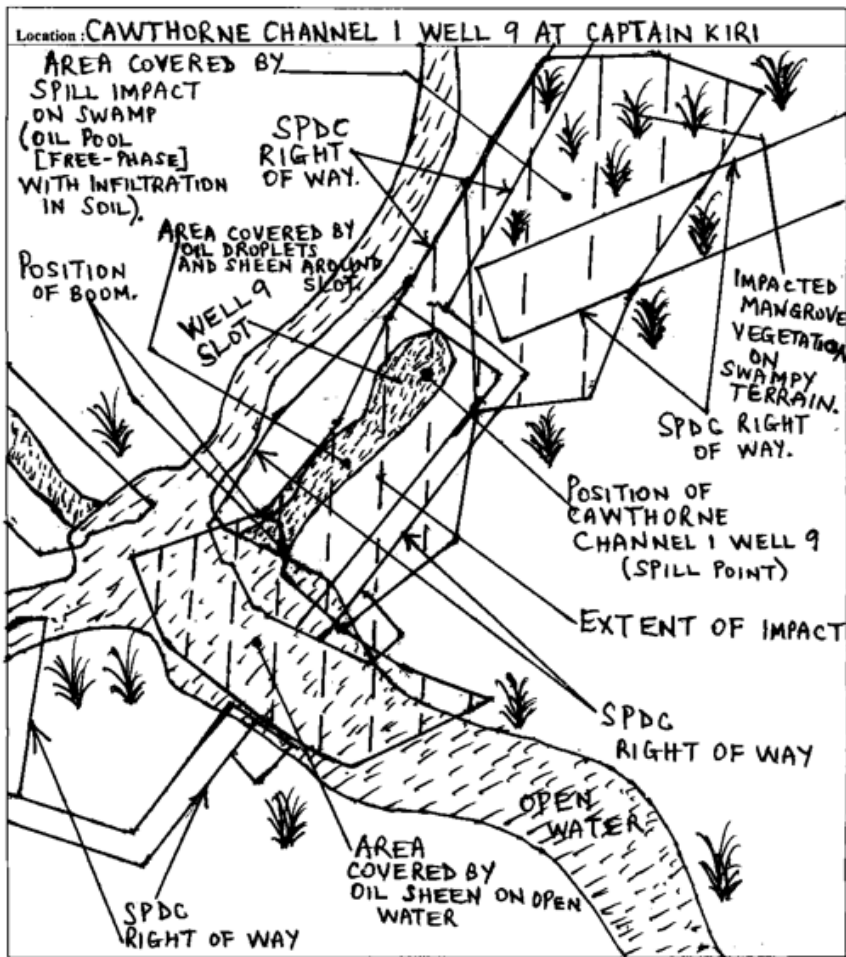 Location : CAWTHORNE CHANNEL 1 WELL 9 AT CAPTAIN KIRI
AREA COVERED BY
SPILL IMPACT
ON SWAMP
(OIL POOL
[FREE-PHASE]
WITH INFILTRATION
IN SOIL).
SPDC
RIGHT
OF WAY.
AREA COVERED BY
OIL DROPLETS
AND SHEEN AROUND
SLOT.
POSITION
OF BOOM.
WELL 9
SLOT
IMPACTED
MANGROVE
VEGETATION
ON
SWAMPY
TERRAIN.
SPDC RIGHT
OF WAY.
POSITION OF
CAWTHORNE
CHANNEL 1 WELL 9
(SPILL POINT)
EXTENT OF IMPACT
SPDC
RIGHT OF WAY
OPEN
WATER
AREA
COVERED BY
OIL SHEEN ON OPEN
WATER
SPDC
RIGHT OF WAY